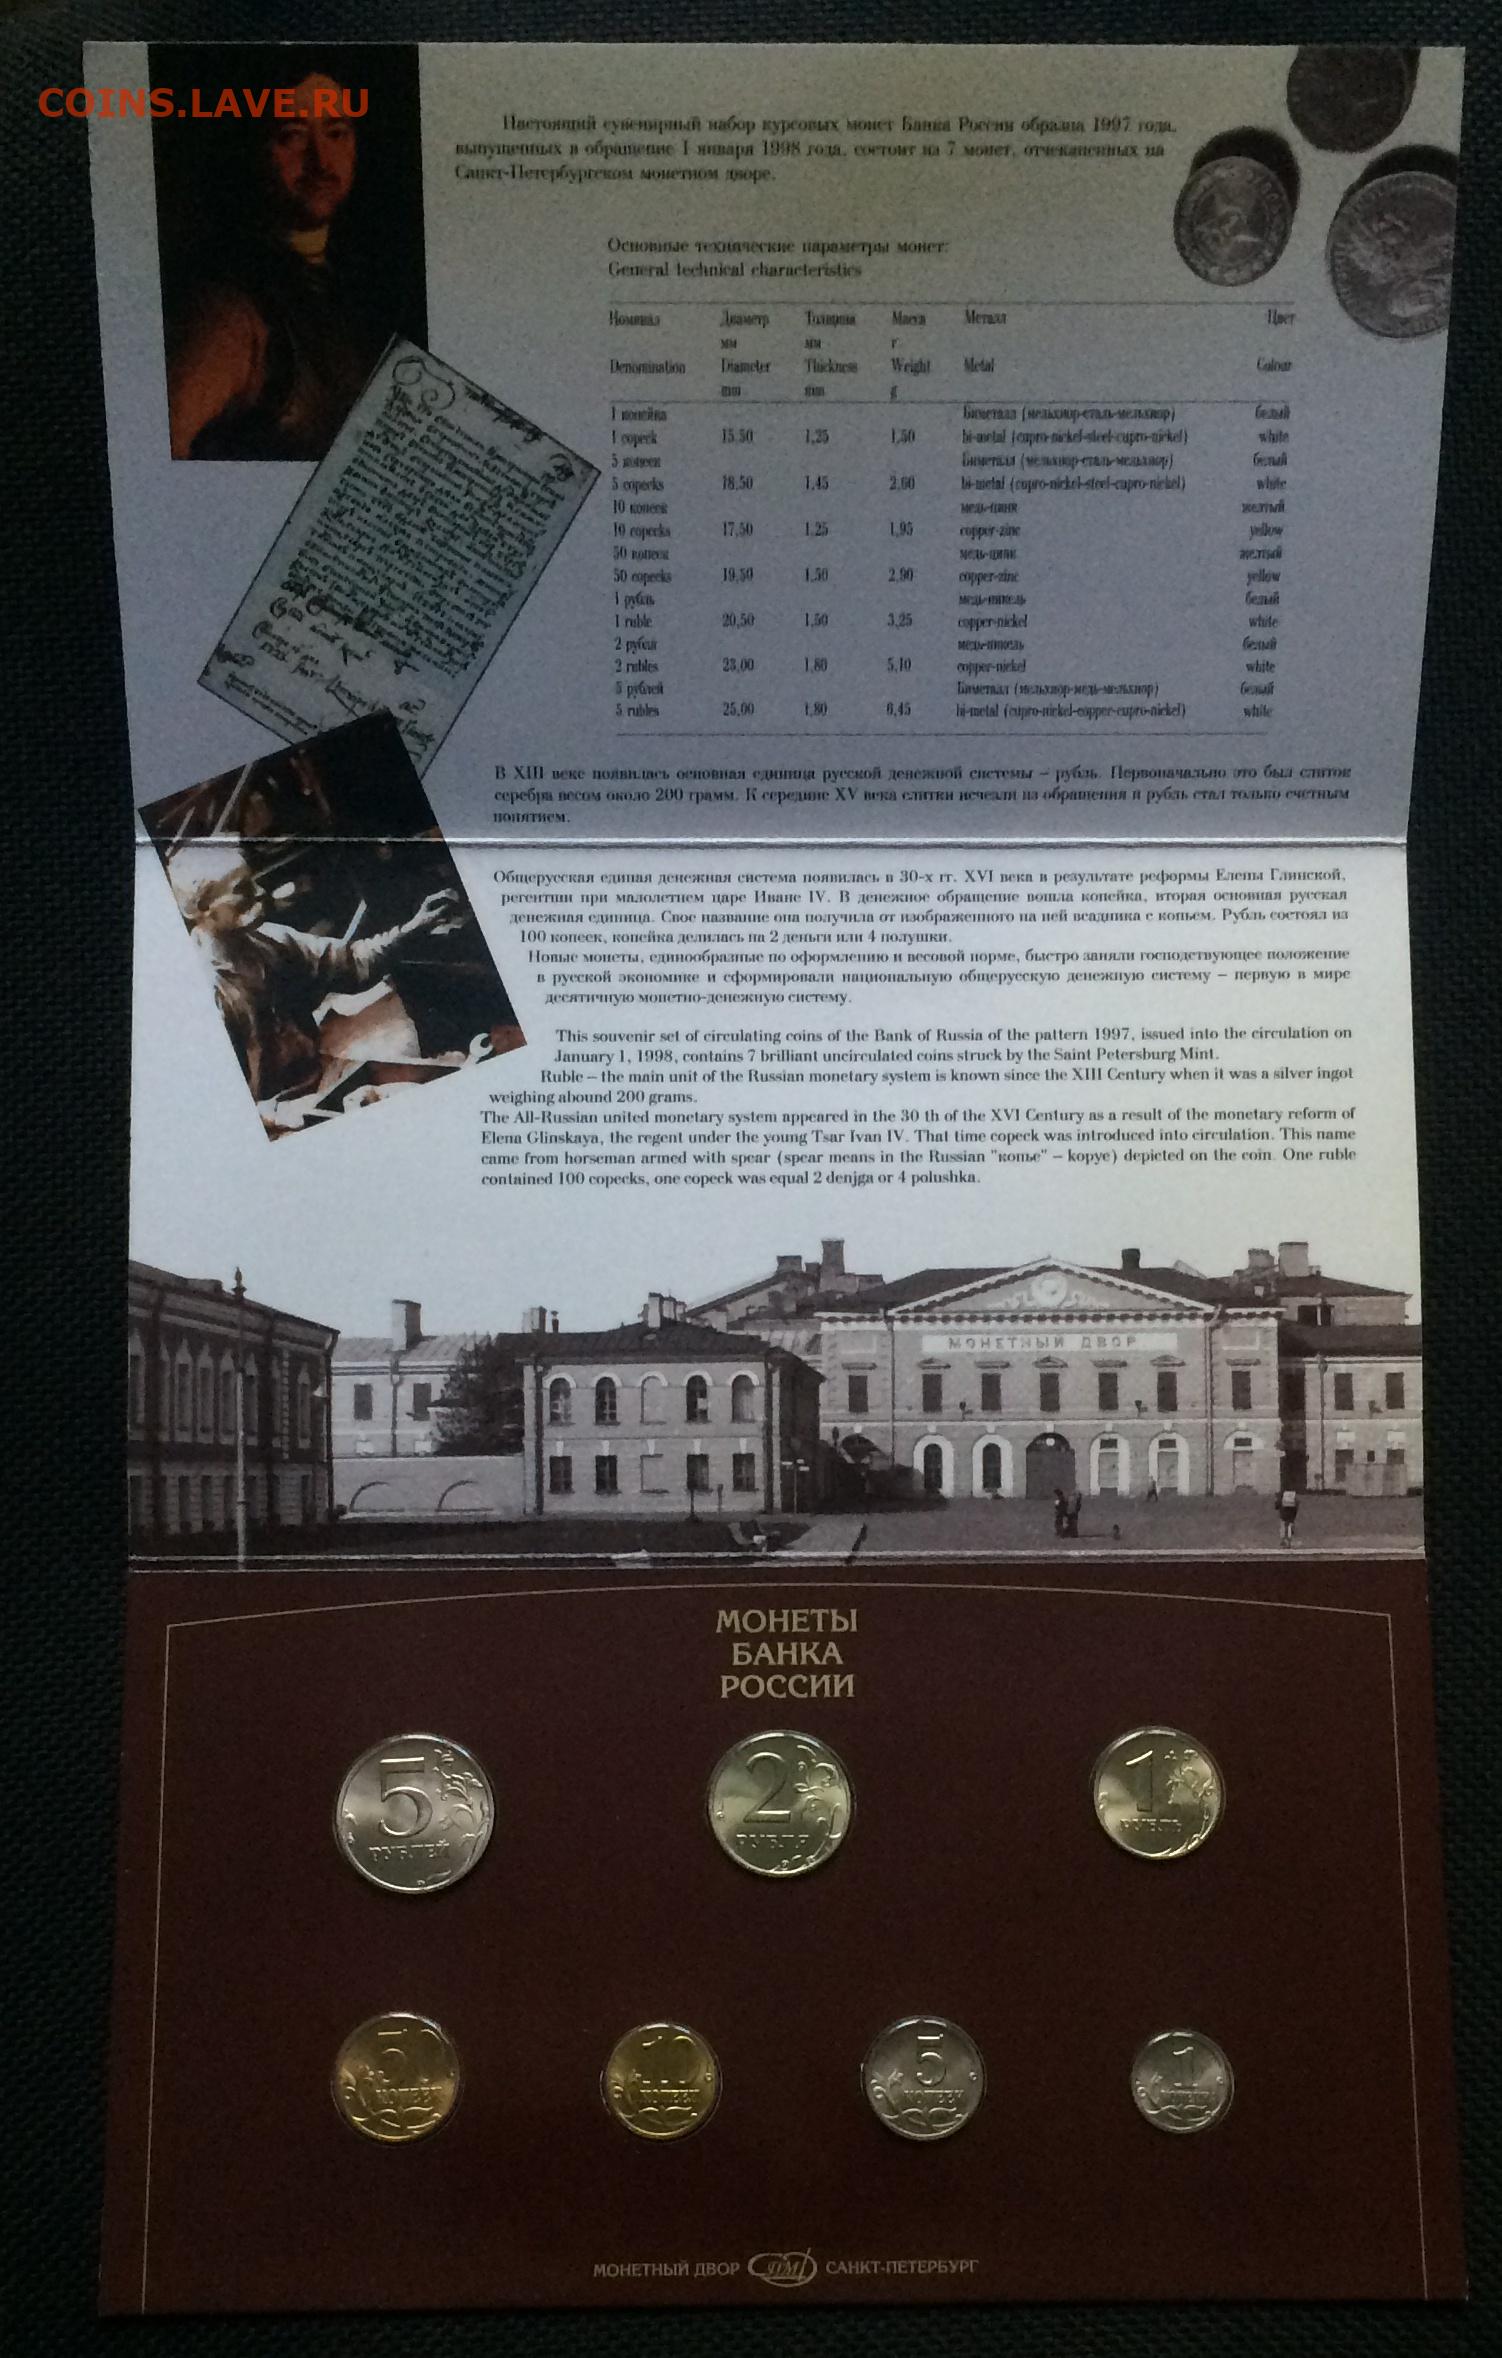 COINS.LAVE.RU
Настоящий сувенирный набор курсовых монет Банка России образца 1997 года,
выпущенных в обращение 1 января 1998 года, состоит из 7 монет, отчеканенных на
Санкт-Петербургском монетном дворе.
Основные технические параметры монет:
General technical characteristics
Номинал Диаметр Толщина Масса Металл Цвет
мм мм г
Denomination Diameter Thickness Weight Metal Colour
mm mm g
1 копейка Биметалл (мельхиор-сталь-мельхиор) белый
1 copeck 15,50 1,25 1,50 bi-metal (cupro-nickel-steel-cupro-nickel) white
5 копеек Биметалл (мельхиор-сталь-мельхиор) белый
5 copecks 18,50 1,45 2,60 bi-metal (cupro-nickel-steel-cupro-nickel) white
10 копеек медь-цинк желтый
10 copecks 17,50 1,25 1,95 copper-zinc yellow
50 копеек медь-цинк желтый
50 copecks 19,50 1,50 2,90 copper-zinc yellow
1 рубль медь-никель белый
1 ruble 20,50 1,50 3,25 copper-nickel white
2 рубля медь-никель белый
2 rubles 23,00 1,80 5,10 copper-nickel white
5 рублей Биметалл (мельхиор-медь-мельхиор) белый
5 rubles 25,00 1,80 6,45 bi-metal (cupro-nickel-copper-cupro-nickel) white
В XIII веке появилась основная единица русской денежной системы – рубль. Первоначально это был слиток
серебра весом около 200 грамм. К середине XV века слитки исчезли из обращения и рубль стал только счетным
понятием.
Общерусская единая денежная система появилась в 30-х гг. XVI века в результате реформы Елены Глинской,
регентши при малолетнем царе Иване IV. В денежное обращение вошла копейка, вторая основная русская
денежная единица. Свое название она получила от изображенного на ней всадника с копьем. Рубль состоял из
100 копеек, копейка делилась на 2 деньги или 4 полушки.
Новые монеты, единообразные по оформлению и весовой норме, быстро заняли господствующее положение
в русской экономике и сформировали национальную общерусскую денежную систему – первую в мире
десятичную монетно-денежную систему.
This souvenir set of circulating coins of the Bank of Russia of the pattern 1997, issued into the circulation on
January 1, 1998, contains 7 brilliant uncirculated coins struck by the Saint Petersburg Mint.
Ruble – the main unit of the Russian monetary system is known since the XIII Century when it was a silver ingot
weighing abound 200 grams.
The All-Russian united monetary system appeared in the 30 th of the XVI Century as a result of the monetary reform of
Elena Glinskaya, the regent under the young Tsar Ivan IV. That time copeck was introduced into circulation. This name
came from horseman armed with spear (spear means in the Russian "копье" – kopye) depicted on the coin. One ruble
contained 100 copecks, one copeck was equal 2 denjga or 4 polushka.
МОНЕТНЫЙ ДВОР
МОНЕТЫ
БАНКА
РОССИИ
5 2 1
РУБЛЕЙ РУБЛЯ РУБЛЬ
50 10 5 1
КОПЕЕК КОПЕЕК КОПЕЕК КОПЕЙКА
МОНЕТНЫЙ ДВОР СПМД САНКТ-ПЕТЕРБУРГ